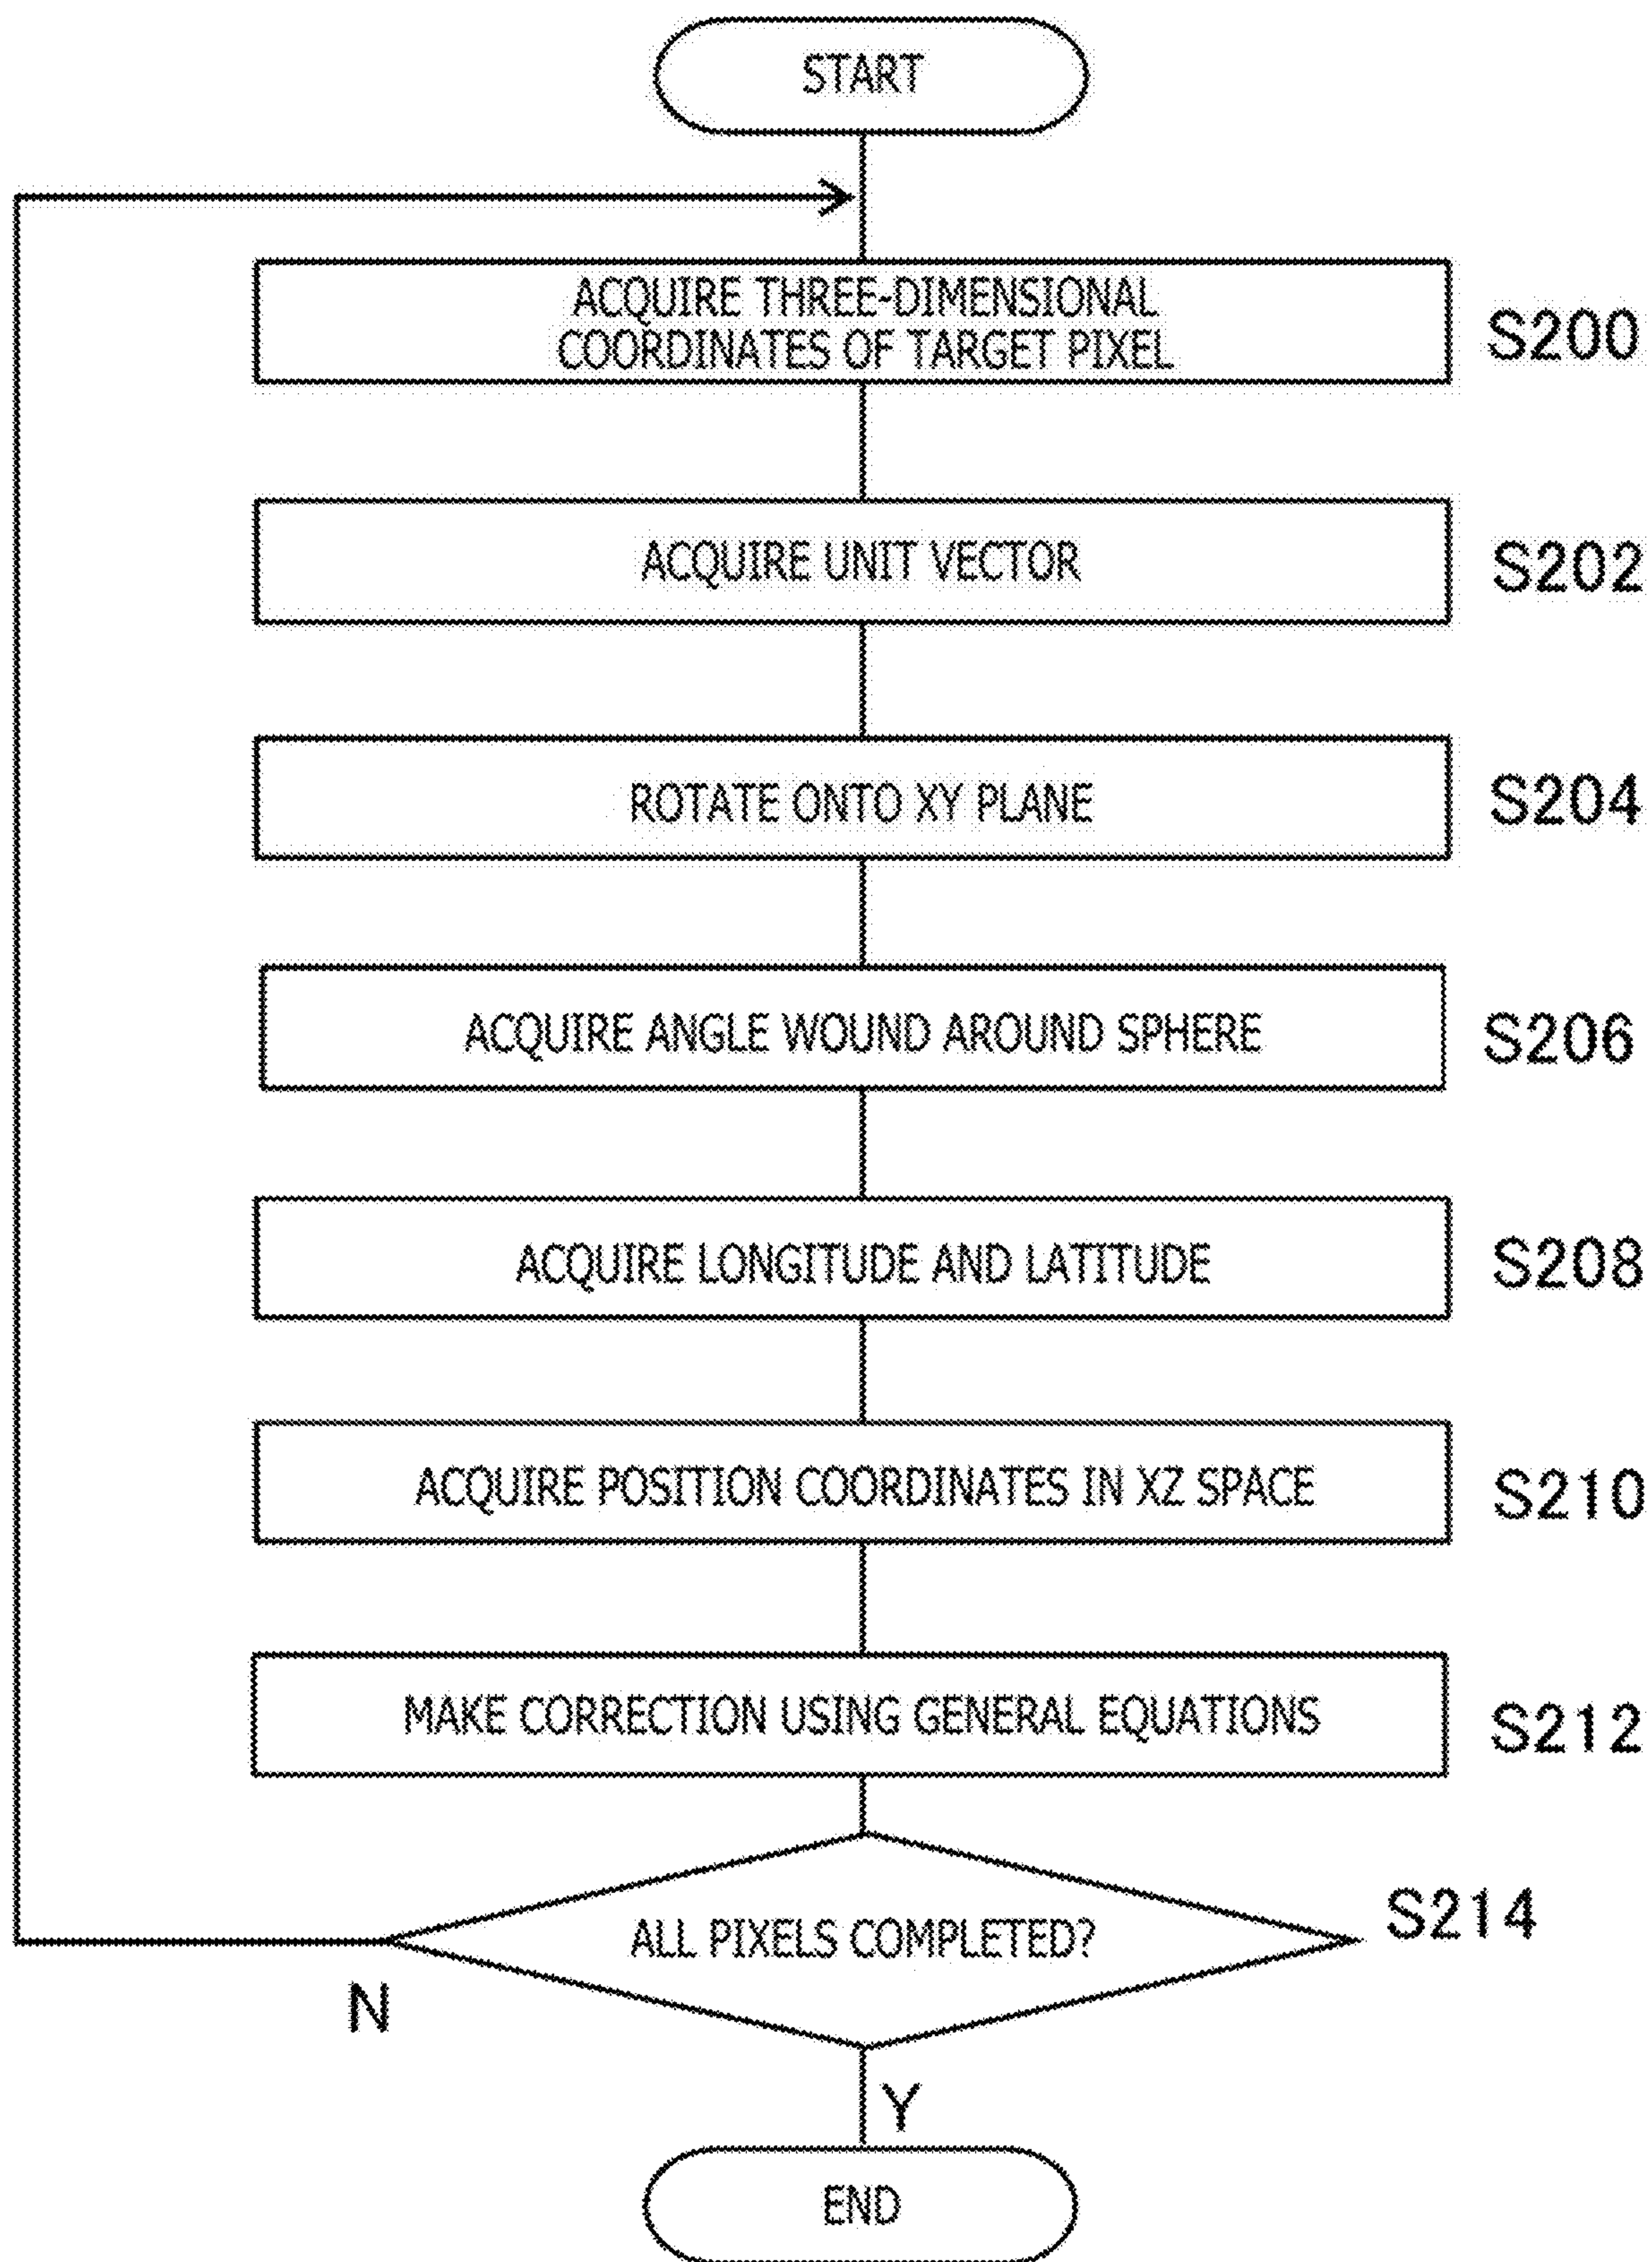 START
ACQUIRE THREE-DIMENSIONAL
COORDINATES OF TARGET PIXEL
S200
ACQUIRE UNIT VECTOR
S202
ROTATE ONTO XY PLANE
S204
ACQUIRE ANGLE WOUND AROUND SPHERE
S206
ACQUIRE LONGITUDE AND LATITUDE
S208
ACQUIRE POSITION COORDINATES IN XZ SPACE
S210
MAKE CORRECTION USING GENERAL EQUATIONS
S212
ALL PIXELS COMPLETED?
S214
N
Y
END